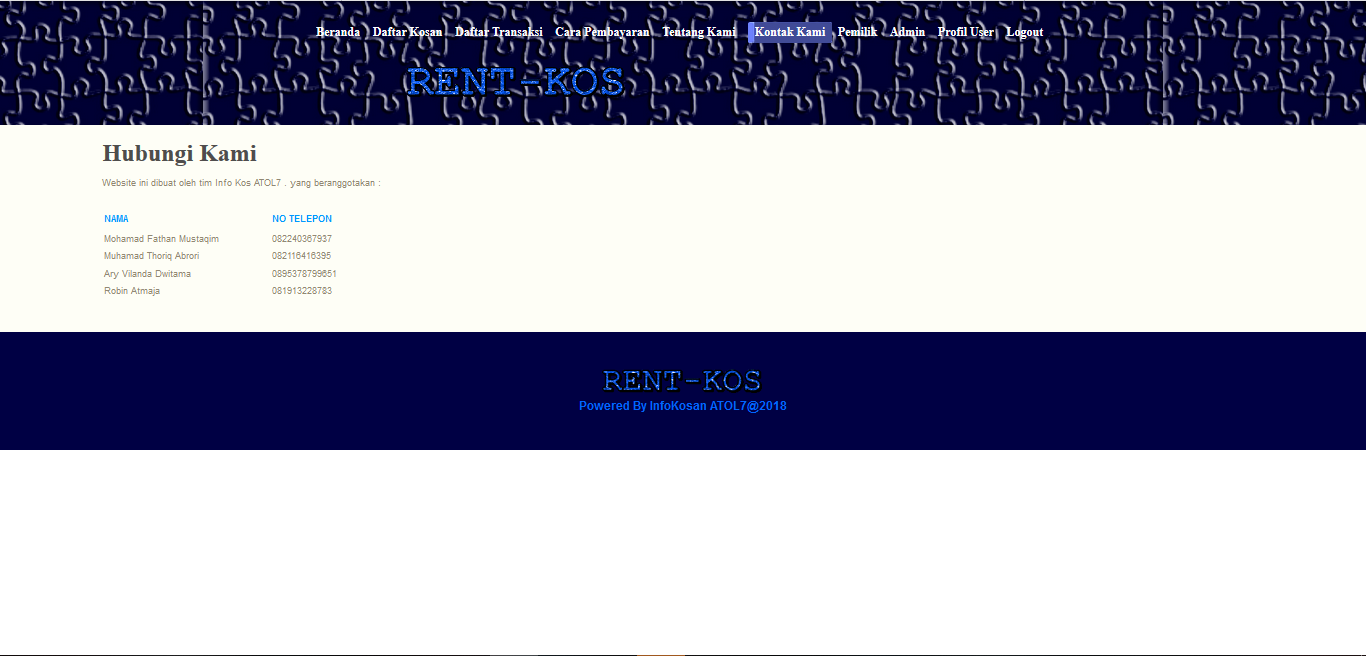 Beranda Daftar Kosan Daftar Transaksi Cara Pembayaran Tentang Kami Kontak Kami Pemilik Admin Profil User Logout
RENT-KOS
Hubungi Kami
Website ini dibuat oleh tim Info Kos ATOL7 . yang beranggotakan :
NAMA NO TELEPON
Mohamad Fathan Mustaqim 082240367937
Muhamad Thoriq Abrori 082116416395
Ary Vilanda Dwitama 0895378799651
Robin Atmaja 081913228783
RENT-KOS
Powered By InfoKosan ATOL7@2018